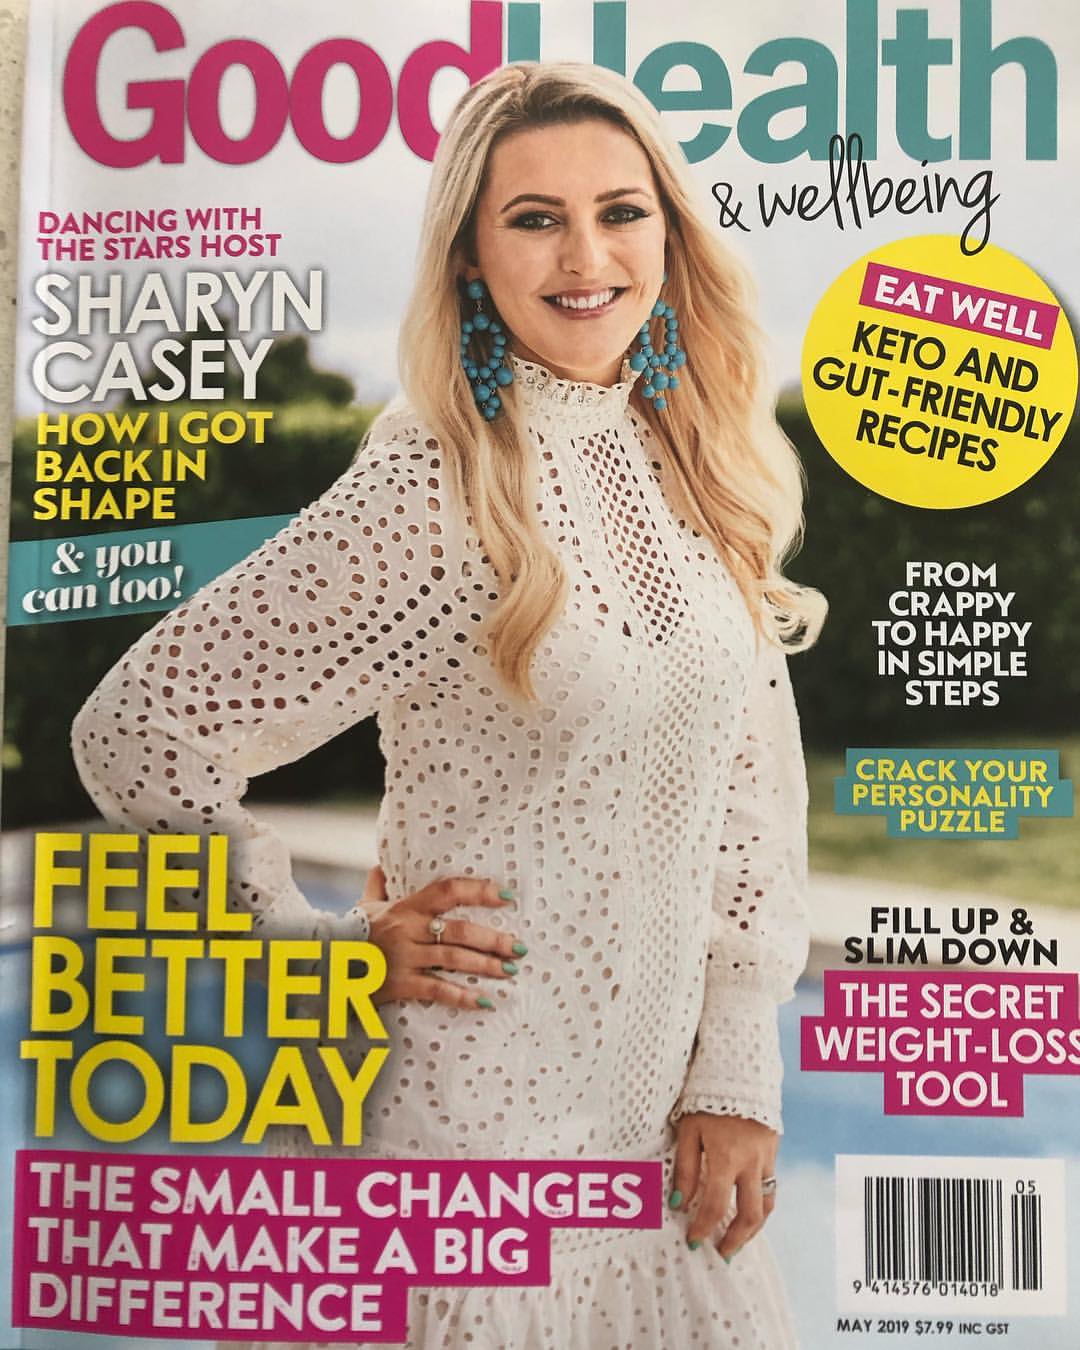 GoodHealth
& wellbeing
DANCING WITH
THE STARS HOST
SHARYN
CASEY
HOW I GOT
BACK IN
SHAPE
& you
can too!
EAT WELL
KETO AND
GUT-FRIENDLY
RECIPES
FROM
CRAPPY
TO HAPPY
IN SIMPLE
STEPS
CRACK YOUR
PERSONALITY
PUZZLE
FEEL
BETTER
TODAY
THE SMALL CHANGES
THAT MAKE A BIG
DIFFERENCE
FILL UP &
SLIM DOWN
THE SECRET
WEIGHT-LOSS
TOOL
05
9 414576 014018
MAY 2019 $7.99 INC GST